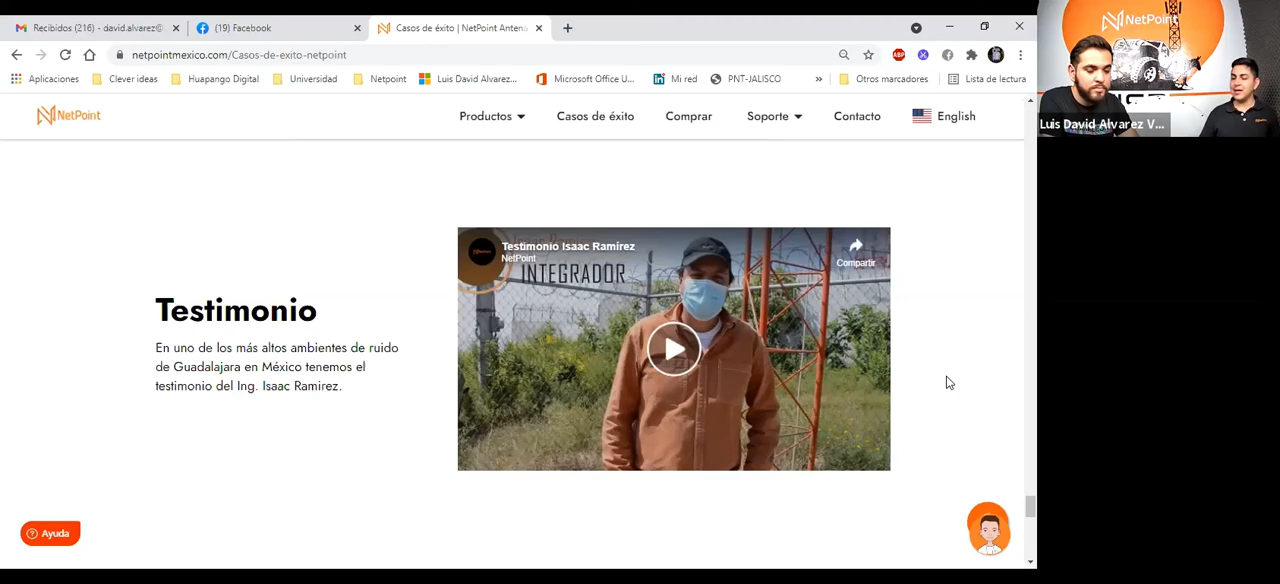 Recibidos (216) - david.alvarez@
(19) Facebook
Casos de éxito | NetPoint Antena
netpointmexico.com/Casos-de-exito-netpoint
Aplicaciones
Clever ideas
Huapango Digital
Universidad
Netpoint
Luis David Alvarez...
Microsoft Office U...
Mi red
PNT-JALISCO
»
Otros marcadores
Lista de lectura
NetPoint
Productos
Casos de éxito
Comprar
Soporte
Contacto
English
Testimonio
En uno de los más altos ambientes de ruido
de Guadalajara en México tenemos el
testimonio del Ing. Isaac Ramirez.
Testimonio Isaac Ramírez
NetPoint
INTEGRADOR
Compartir
Ayuda
NetPoint
Luis David Alvarez V...